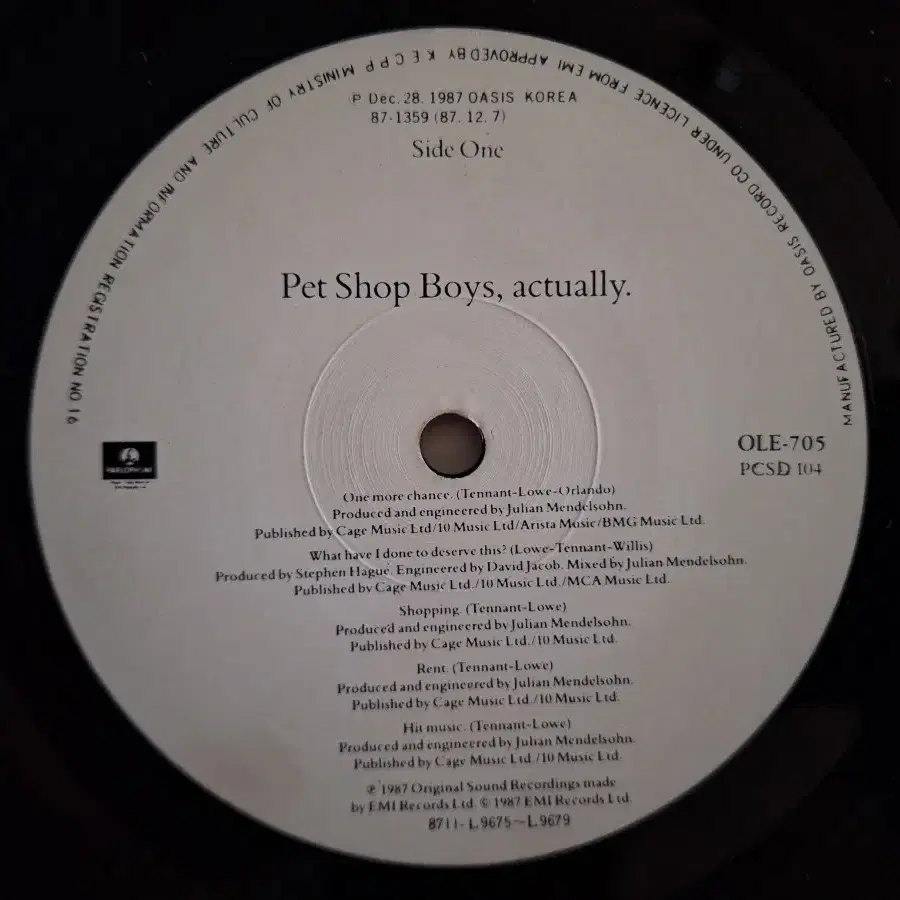 MANUFACTURED BY OASIS RECORD CO UNDER LICENCE FROM EMI APPROVED BY K E C P P MINISTRY OF CULTURE AND INFORMATION REGISTRATION NO 16
P Dec. 28. 1987 OASIS KOREA
87-1359 (87. 12. 7)
Side One
Pet Shop Boys, actually.
PARLOPHONE
OLE-705
PCSD 104
One more chance. (Tennant-Lowe-Orlando)
Produced and engineered by Julian Mendelsohn.
Published by Cage Music Ltd/10 Music Ltd/Arista Music/BMG Music Ltd.
What have I done to deserve this? (Lowe-Tennant-Willis)
Produced by Stephen Hague. Engineered by David Jacob. Mixed by Julian Mendelsohn.
Published by Cage Music Ltd./10 Music Ltd./MCA Music Ltd.
Shopping. (Tennant-Lowe)
Produced and engineered by Julian Mendelsohn.
Published by Cage Music Ltd./10 Music Ltd.
Rent. (Tennant-Lowe)
Produced and engineered by Julian Mendelsohn.
Published by Cage Music Ltd./10 Music Ltd.
Hit music. (Tennant-Lowe)
Produced and engineered by Julian Mendelsohn.
Published by Cage Music Ltd./10 Music Ltd.
℗ 1987 Original Sound Recordings made
by EMI Records Ltd. © 1987 EMI Records Ltd.
8711-L.9675~L.9679